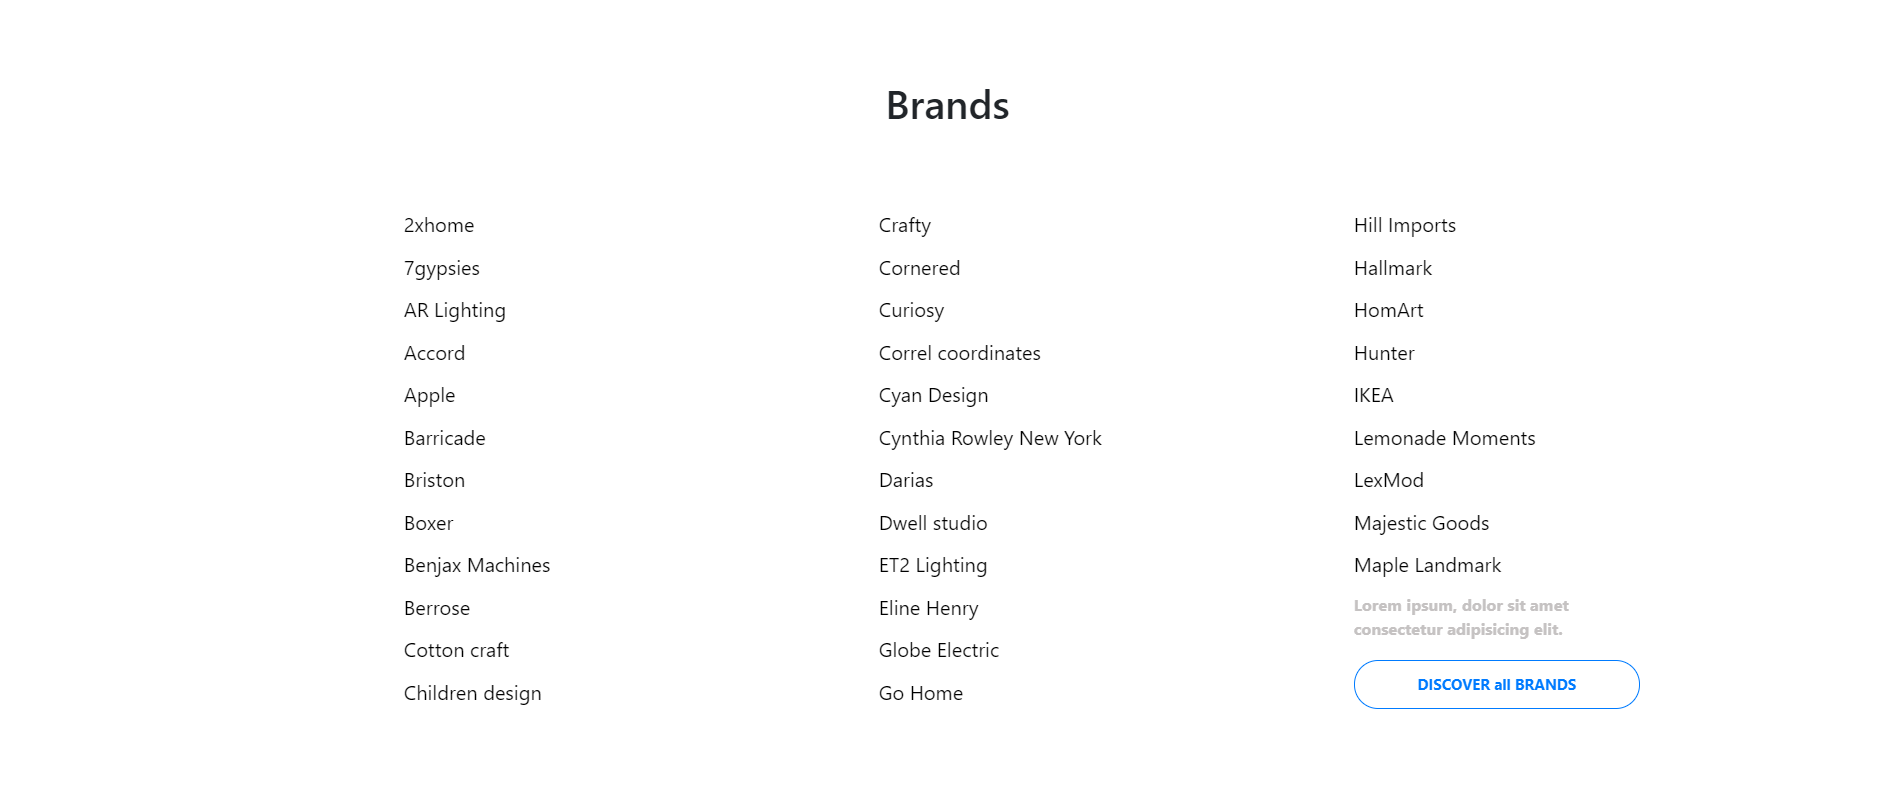 Brands
2xhome
7gypsies
AR Lighting
Accord
Apple
Barricade
Briston
Boxer
Benjax Machines
Berrose
Cotton craft
Children design
Crafty
Cornered
Curiosy
Correl coordinates
Cyan Design
Cynthia Rowley New York
Darias
Dwell studio
ET2 Lighting
Eline Henry
Globe Electric
Go Home
Hill Imports
Hallmark
HomArt
Hunter
IKEA
Lemonade Moments
LexMod
Majestic Goods
Maple Landmark
Lorem ipsum, dolor sit amet
consectetur adipisicing elit.
DISCOVER all BRANDS